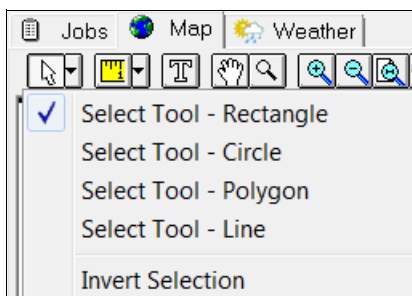 Jobs Map Weather
T
Select Tool - Rectangle
Select Tool - Circle
Select Tool - Polygon
Select Tool - Line
Invert Selection